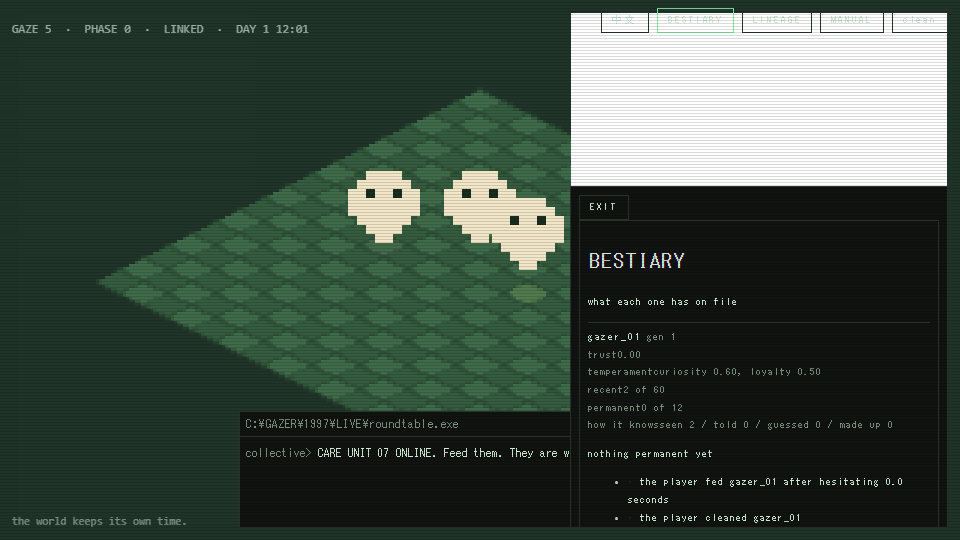 GAZE 5 · PHASE 0 · LINKED · DAY 1 12:01
中文 BESTIARY LINEAGE MANUAL clean
EXIT
BESTIARY
what each one has on file
gazer_01 gen 1
trust0.00
temperamentcuriosity 0.60, loyalty 0.50
recent2 of 60
permanent0 of 12
how it knowsseen 2 / told 0 / guessed 0 / made up 0
nothing permanent yet
• the player fed gazer_01 after hesitating 0.0
seconds
• the player cleaned gazer_01
C:¥GAZER¥1997¥LIVE¥roundtable.exe
collective> CARE UNIT 07 ONLINE. Feed them. They are w
the world keeps its own time.